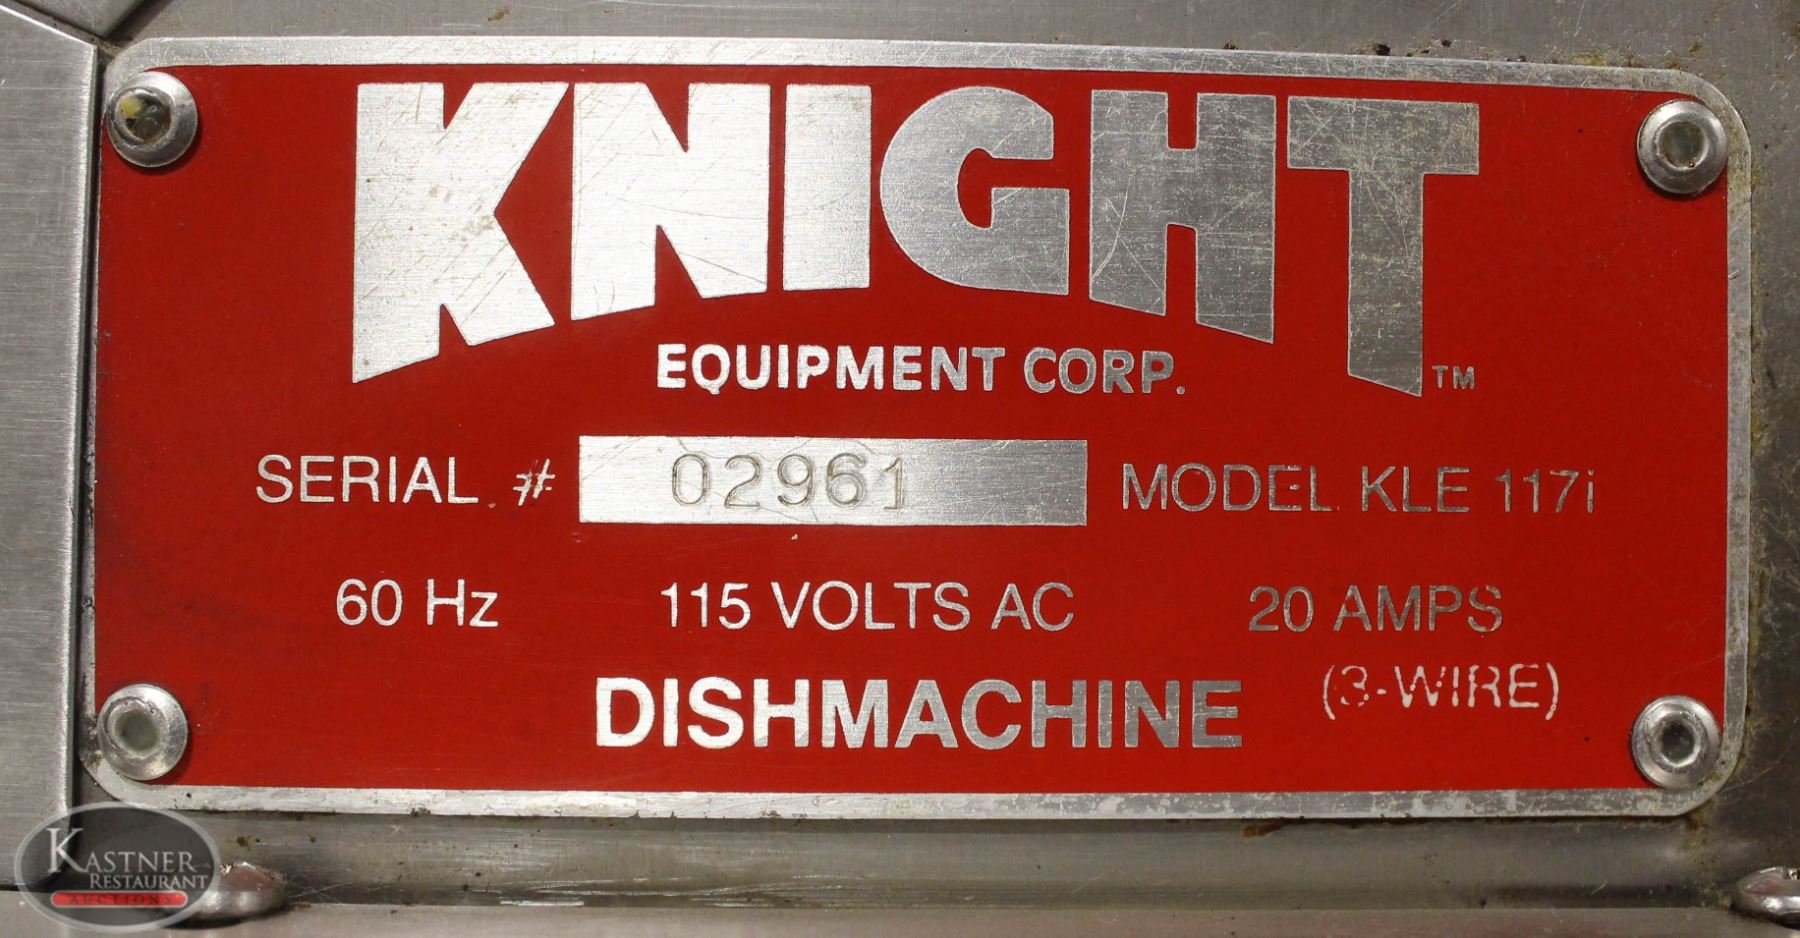 KNIGHT
EQUIPMENT CORP. TM
SERIAL # 02961 MODEL KLE 117i
60 Hz 115 VOLTS AC 20 AMPS
DISHMACHINE (3-WIRE)
KASTNER
RESTAURANT
AUCTIONS